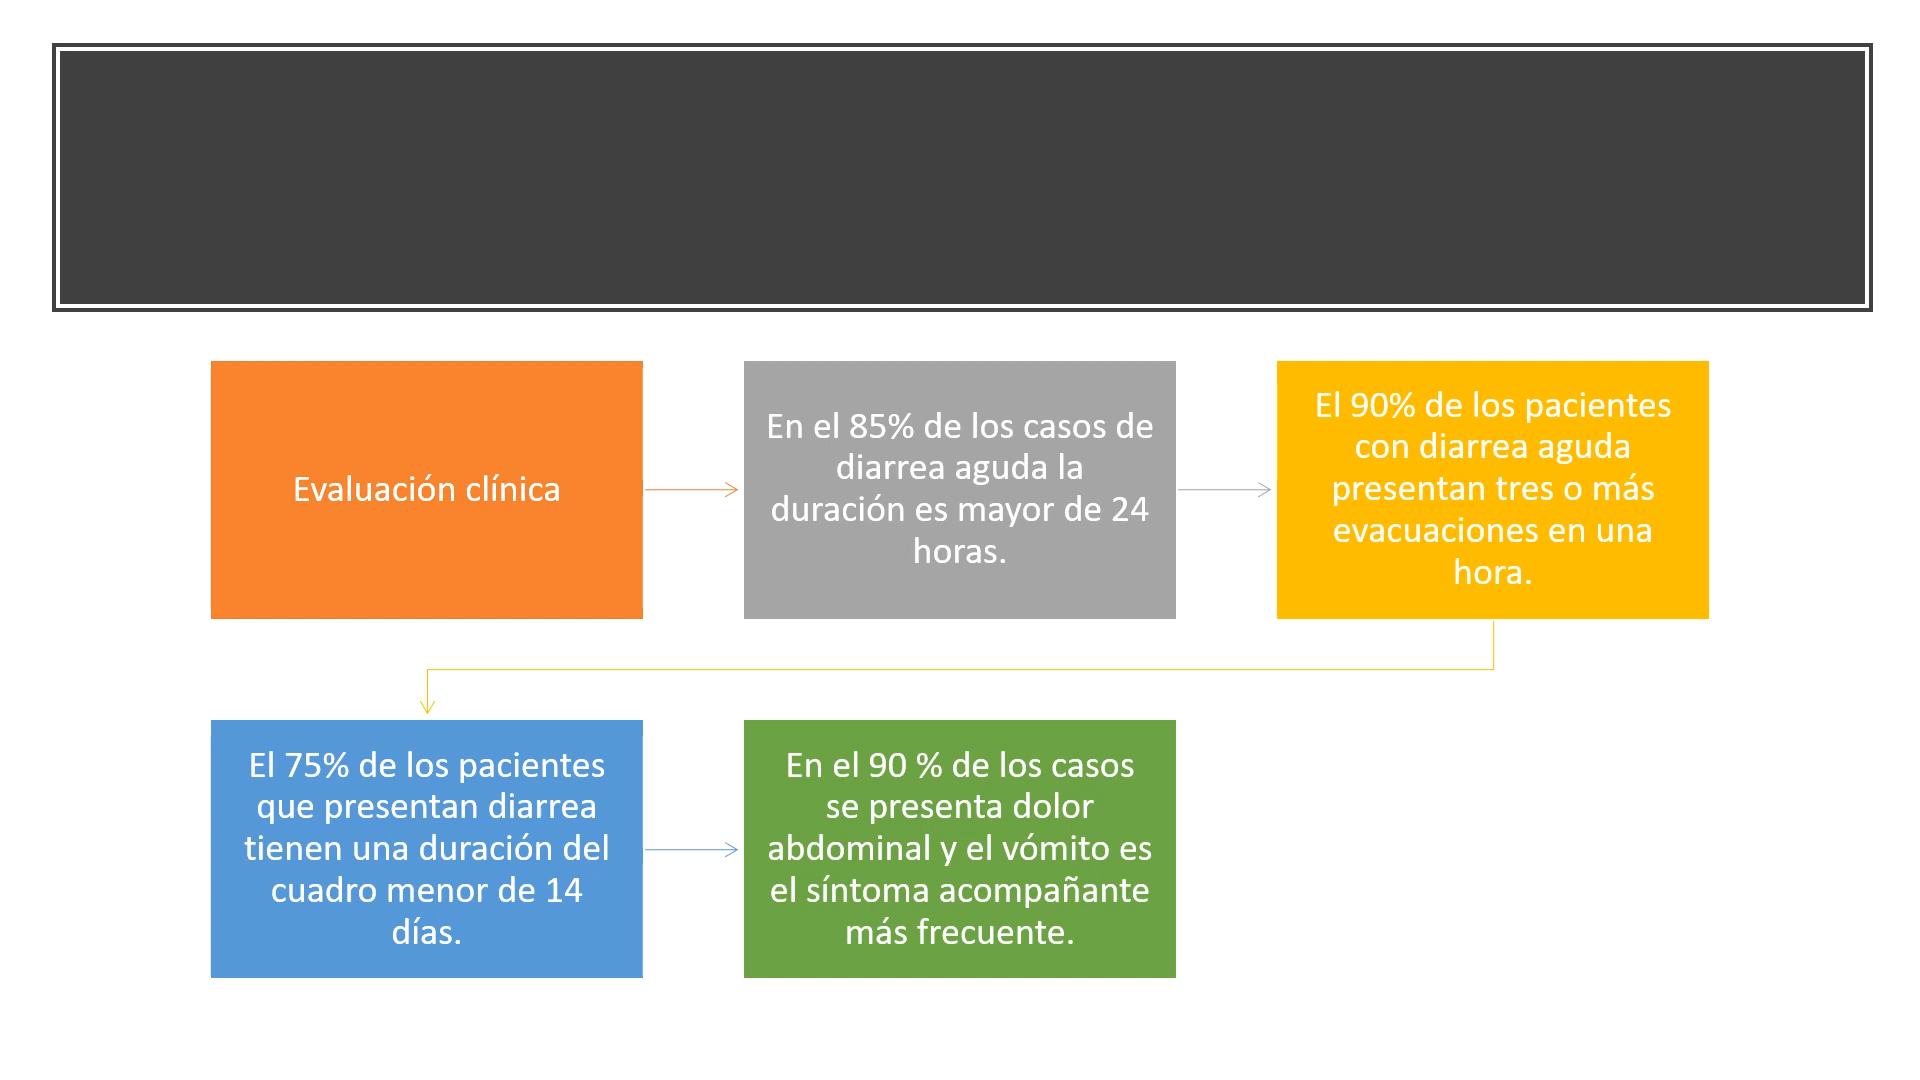 Evaluación clínica
En el 85% de los casos de
diarrea aguda la
duración es mayor de 24
horas.
El 90% de los pacientes
con diarrea aguda
presentan tres o más
evacuaciones en una
hora.
El 75% de los pacientes
que presentan diarrea
tienen una duración del
cuadro menor de 14
días.
En el 90 % de los casos
se presenta dolor
abdominal y el vómito es
el síntoma acompañante
más frecuente.